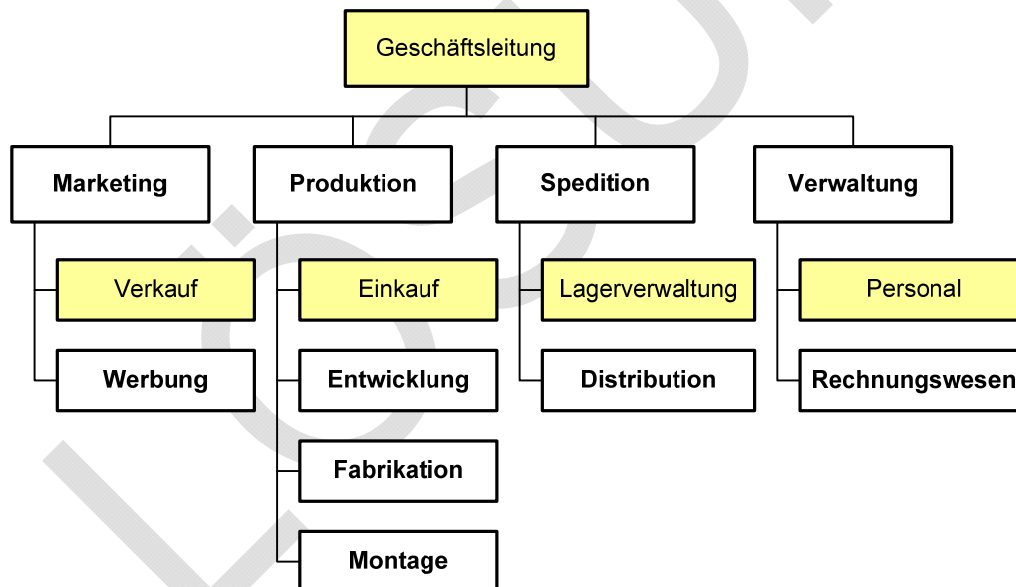 Geschäftsleitung
Marketing
Produktion
Spedition
Verwaltung
Verkauf
Einkauf
Lagerverwaltung
Personal
Werbung
Entwicklung
Distribution
Rechnungswesen
Fabrikation
Montage